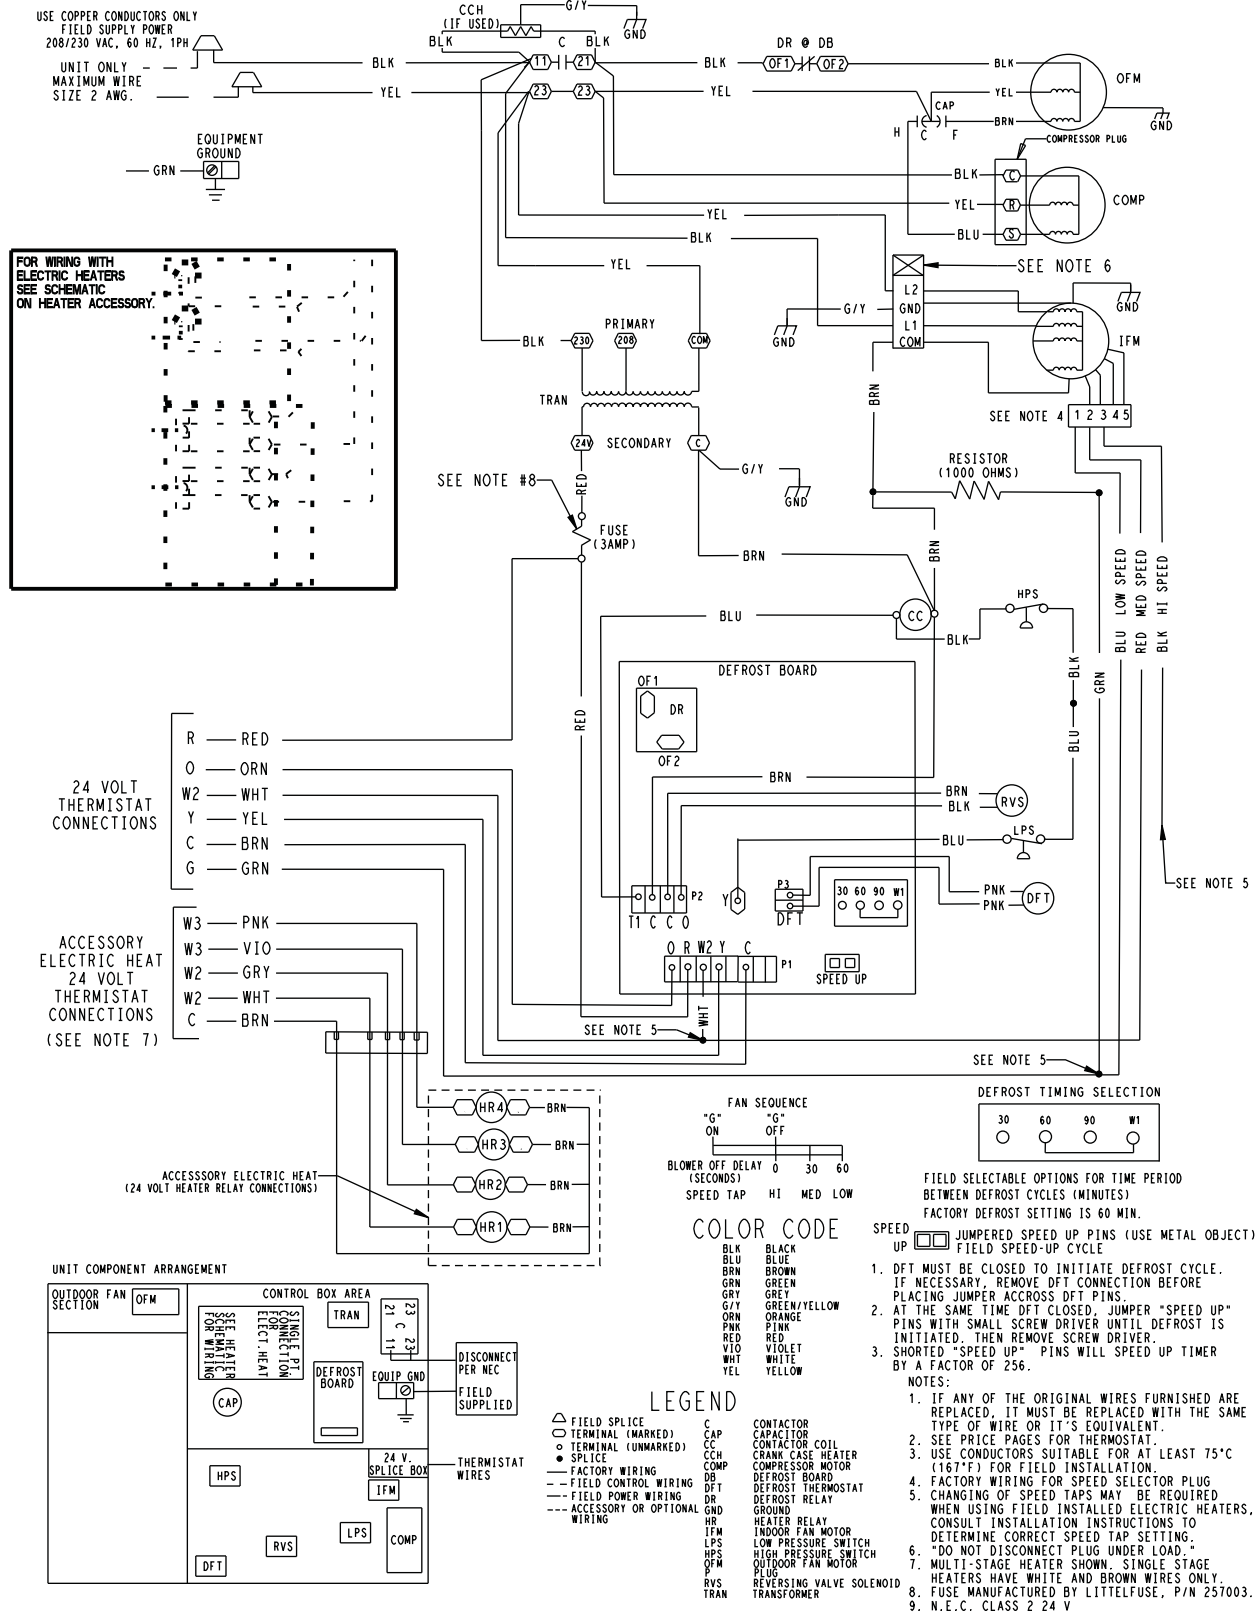 USE COPPER CONDUCTORS ONLY
FIELD SUPPLY POWER
208/230 VAC, 60 HZ, 1PH
UNIT ONLY
MAXIMUM WIRE
SIZE 2 AWG.
BLK
YEL
EQUIPMENT
GROUND
GRN
CCH
(IF USED)
G/Y
GND
BLK
C
BLK
11
21
23
23
BLK
YEL
DR @ DB
OF1
OF2
BLK
YEL
BRN
OFM
GND
CAP
H
C
F
COMPRESSOR PLUG
BLK
C
YEL
R
BLU
S
COMP
YEL
BLK
YEL
SEE NOTE 6
L2
GND
L1
COM
G/Y
GND
GND
IFM
FOR WIRING WITH
ELECTRIC HEATERS
SEE SCHEMATIC
ON HEATER ACCESSORY.
PRIMARY
BLK
230
208
COM
TRAN
24V
SECONDARY
C
BRN
SEE NOTE 4
1 2 3 4 5
G/Y
GND
RESISTOR
(1000 OHMS)
SEE NOTE #8
RED
FUSE
(3AMP)
BRN
BRN
BLU LOW SPEED
RED MED SPEED
BLK HI SPEED
BLU
CC
BLK
HPS
BLK
GRN
BLU
DEFROST BOARD
OF1
DR
OF2
RED
BRN
BRN
BLK
RVS
BLU
LPS
24 VOLT
THERMISTAT
CONNECTIONS
R RED
O ORN
W2 WHT
Y YEL
C BRN
G GRN
P2
T1 C C O
Y
P3
DFT
30 60 90 W1
PNK
PNK
DFT
SEE NOTE 5
O R W2 Y C
P1
SPEED UP
ACCESSORY
ELECTRIC HEAT
24 VOLT
THERMISTAT
CONNECTIONS
(SEE NOTE 7)
W3 PNK
W3 VIO
W2 GRY
W2 WHT
C BRN
SEE NOTE 5
WHT
SEE NOTE 5
HR4 BRN
HR3 BRN
HR2 BRN
HR1 BRN
ACCESSSORY ELECTRIC HEAT
(24 VOLT HEATER RELAY CONNECTIONS)
FAN SEQUENCE
"G" "G"
ON OFF
BLOWER OFF DELAY
(SECONDS)
0 30 60
SPEED TAP HI MED LOW
DEFROST TIMING SELECTION
30 60 90 W1
FIELD SELECTABLE OPTIONS FOR TIME PERIOD
BETWEEN DEFROST CYCLES (MINUTES)
FACTORY DEFROST SETTING IS 60 MIN.
SPEED
UP
JUMPERED SPEED UP PINS (USE METAL OBJECT)
FIELD SPEED-UP CYCLE
1. DFT MUST BE CLOSED TO INITIATE DEFROST CYCLE.
IF NECESSARY, REMOVE DFT CONNECTION BEFORE
PLACING JUMPER ACCROSS DFT PINS.
2. AT THE SAME TIME DFT CLOSED, JUMPER "SPEED UP"
PINS WITH SMALL SCREW DRIVER UNTIL DEFROST IS
INITIATED. THEN REMOVE SCREW DRIVER.
3. SHORTED "SPEED UP" PINS WILL SPEED UP TIMER
BY A FACTOR OF 256.
NOTES:
1. IF ANY OF THE ORIGINAL WIRES FURNISHED ARE
REPLACED, IT MUST BE REPLACED WITH THE SAME
TYPE OF WIRE OR IT'S EQUIVALENT.
2. SEE PRICE PAGES FOR THERMOSTAT.
3. USE CONDUCTORS SUITABLE FOR AT LEAST 75°C
(167°F) FOR FIELD INSTALLATION.
4. FACTORY WIRING FOR SPEED SELECTOR PLUG
5. CHANGING OF SPEED TAPS MAY BE REQUIRED
WHEN USING FIELD INSTALLED ELECTRIC HEATERS,
CONSULT INSTALLATION INSTRUCTIONS TO
DETERMINE CORRECT SPEED TAP SETTING.
6. "DO NOT DISCONNECT PLUG UNDER LOAD."
7. MULTI-STAGE HEATER SHOWN. SINGLE STAGE
HEATERS HAVE WHITE AND BROWN WIRES ONLY.
8. FUSE MANUFACTURED BY LITTELFUSE, P/N 257003.
9. N.E.C. CLASS 2 24 V
COLOR CODE
BLK BLACK
BLU BLUE
BRN BROWN
GRN GREEN
GRY GREY
G/Y GREEN/YELLOW
ORN ORANGE
PNK PINK
RED RED
VIO VIOLET
WHT WHITE
YEL YELLOW
LEGEND
FIELD SPLICE
TERMINAL (MARKED)
TERMINAL (UNMARKED)
SPLICE
FACTORY WIRING
FIELD CONTROL WIRING
FIELD POWER WIRING
ACCESSORY OR OPTIONAL
WIRING
C CONTACTOR
CAP CAPACITOR
CC CONTACTOR COIL
CCH CRANK CASE HEATER
COMP COMPRESSOR MOTOR
DB DEFROST BOARD
DFT DEFROST THERMOSTAT
DR DEFROST RELAY
GND GROUND
HR HEATER RELAY
IFM INDOOR FAN MOTOR
LPS LOW PRESSURE SWITCH
HPS HIGH PRESSURE SWITCH
OFM OUTDOOR FAN MOTOR
P PLUG
RVS REVERSING VALVE SOLENOID
TRAN TRANSFORMER
UNIT COMPONENT ARRANGEMENT
OUTDOOR FAN
SECTION
OFM
CONTROL BOX AREA
SINGLE PT.
CONNECTION
FOR
ELECT.HEAT
SEE HEATER
SCHEMATIC
FOR WIRING
TRAN
23
21
C
11
23
DISCONNECT
PER NEC
FIELD
SUPPLIED
DEFROST
BOARD
EQUIP GND
CAP
24 V.
SPLICE BOX
THERMISTAT
WIRES
HPS
IFM
LPS
RVS
COMP
DFT